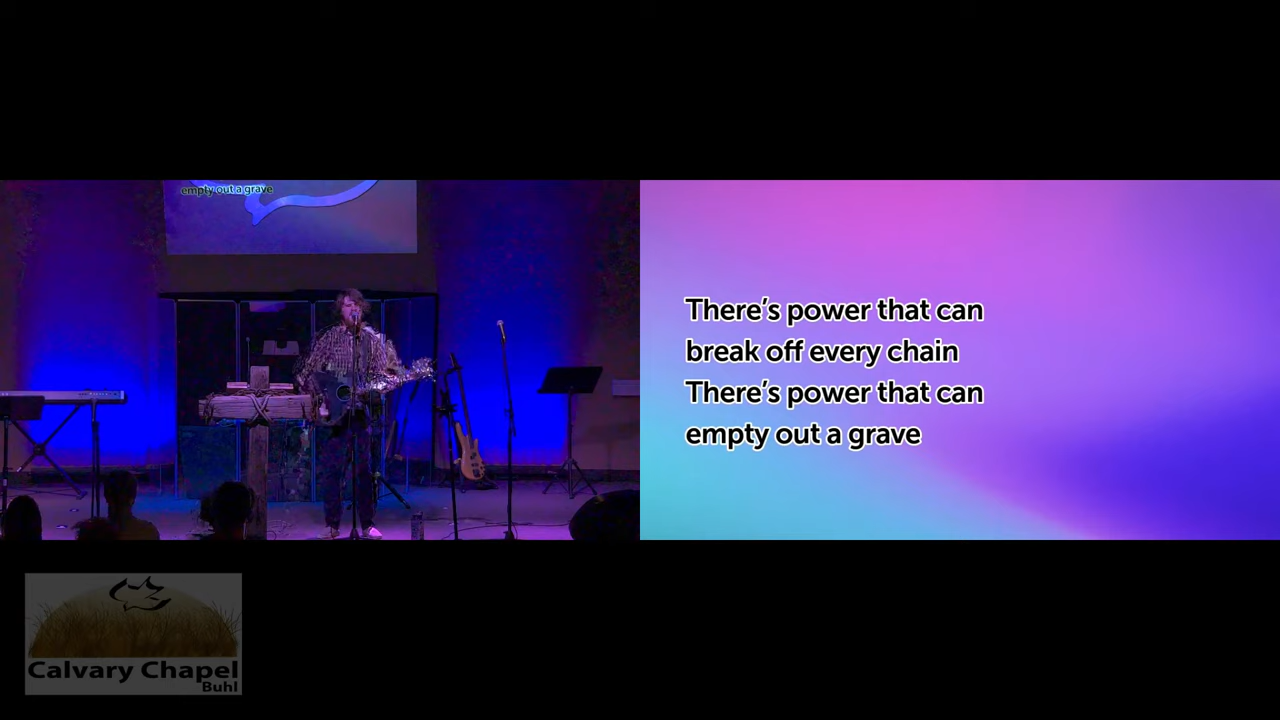 empty out a grave
There's power that can
break off every chain
There's power that can
empty out a grave
Calvary Chapel
Buhl